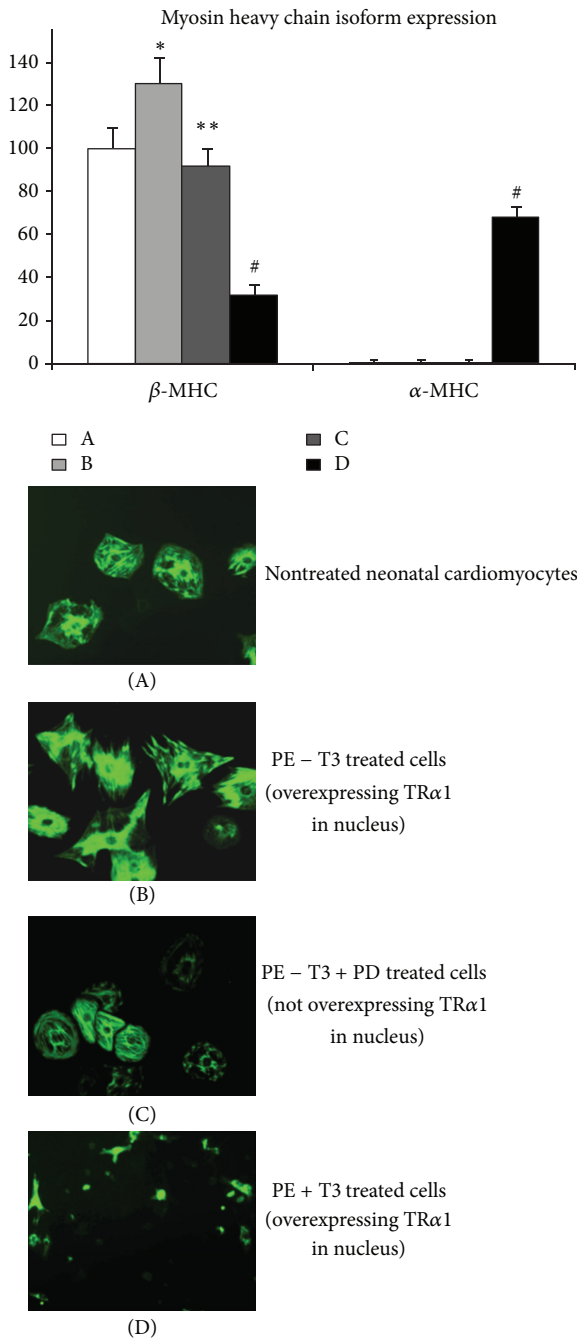 Myosin heavy chain isoform expression
140
120
100
80
60
40
20
0
*
**
#
#
β-MHC
α-MHC
A
C
B
D
Nontreated neonatal cardiomyocytes
(A)
PE − T3 treated cells
(overexpressing TRα1
in nucleus)
(B)
PE − T3 + PD treated cells
(not overexpressing TRα1
in nucleus)
(C)
PE + T3 treated cells
(overexpressing TRα1
in nucleus)
(D)